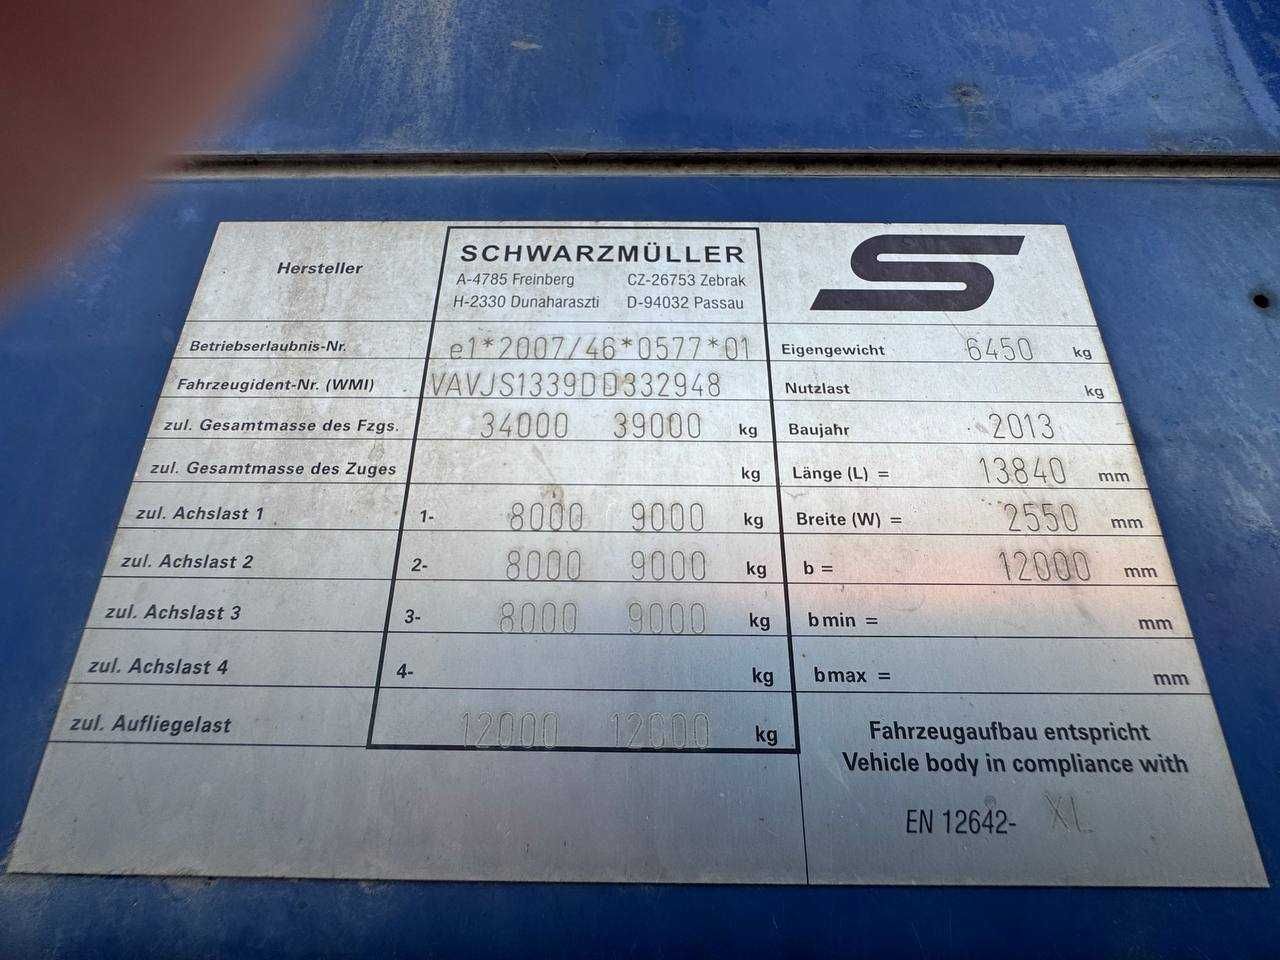 Hersteller SCHWARZMÜLLER
A-4785 Freinberg CZ-26753 Zebrak
H-2330 Dunaharaszti D-94032 Passau
Betriebserlaubnis-Nr. e1*2007/46*0577*01 Eigengewicht 6450 kg
Fahrzeugident-Nr. (WMI) VAVJS1339DD332948 Nutzlast kg
zul. Gesamtmasse des Fzgs. 34000 39000 kg Baujahr 2013
zul. Gesamtmasse des Zuges kg Länge (L) = 13840 mm
zul. Achslast 1 1- 8000 9000 kg Breite (W) = 2550 mm
zul. Achslast 2 2- 8000 9000 kg b = 12000 mm
zul. Achslast 3 3- 8000 9000 kg b min = mm
zul. Achslast 4 4- kg b max = mm
zul. Aufliegelast 12000 12000 kg
Fahrzeugaufbau entspricht
Vehicle body in compliance with
EN 12642- XL